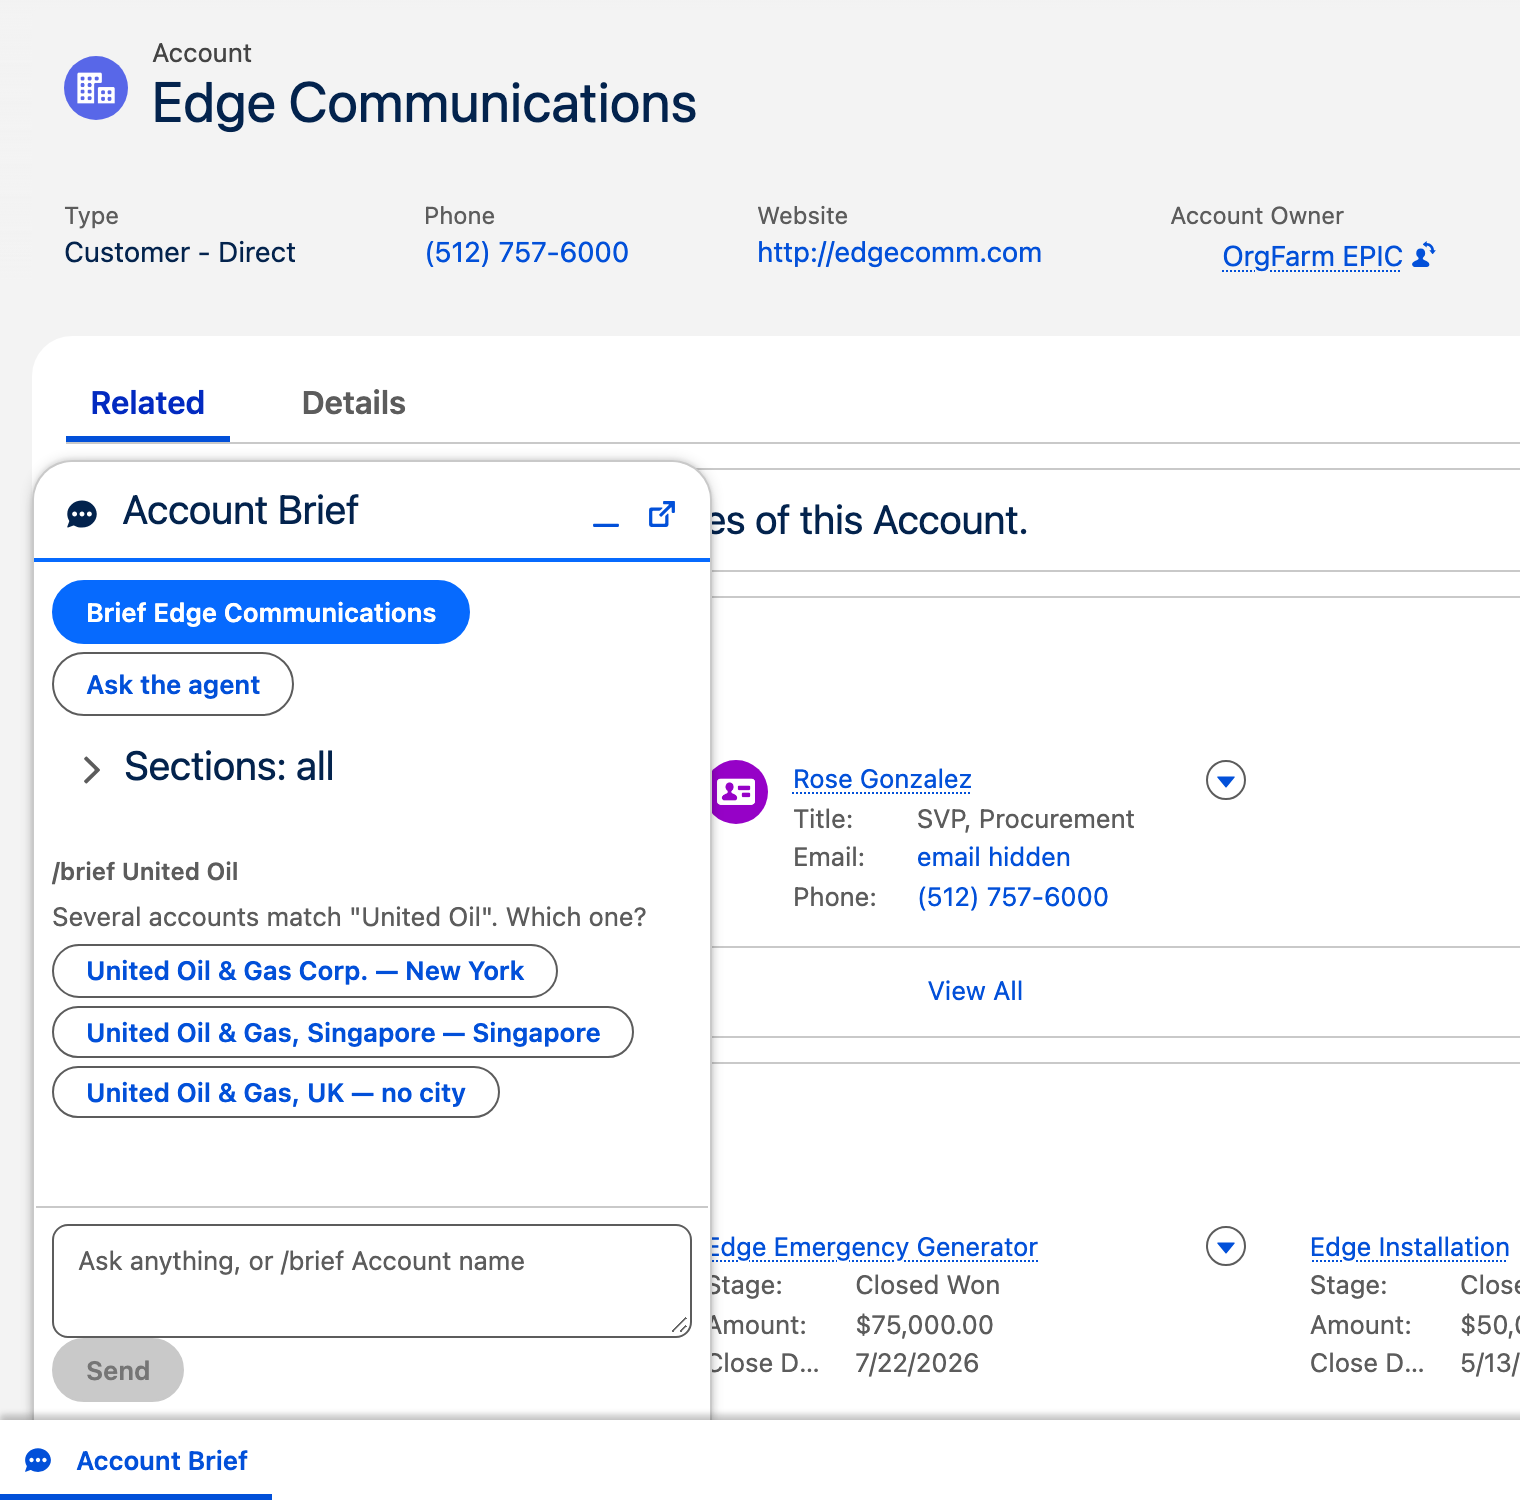 Account
Edge Communications
Type
Customer - Direct
Phone
(512) 757-6000
Website
http://edgecomm.com
Account Owner
OrgFarm EPIC
Related
Details
Account Brief
es of this Account.
Brief Edge Communications
Ask the agent
Sections: all
/brief United Oil
Several accounts match "United Oil". Which one?
United Oil & Gas Corp. — New York
United Oil & Gas, Singapore — Singapore
United Oil & Gas, UK — no city
Ask anything, or /brief Account name
Send
Rose Gonzalez
Title: SVP, Procurement
Email: email hidden
Phone: (512) 757-6000
View All
Edge Emergency Generator
Stage: Closed Won
Amount: $75,000.00
Close D... 7/22/2026
Edge Installation
Stage: Close
Amount: $50,0
Close D... 5/13/
Account Brief